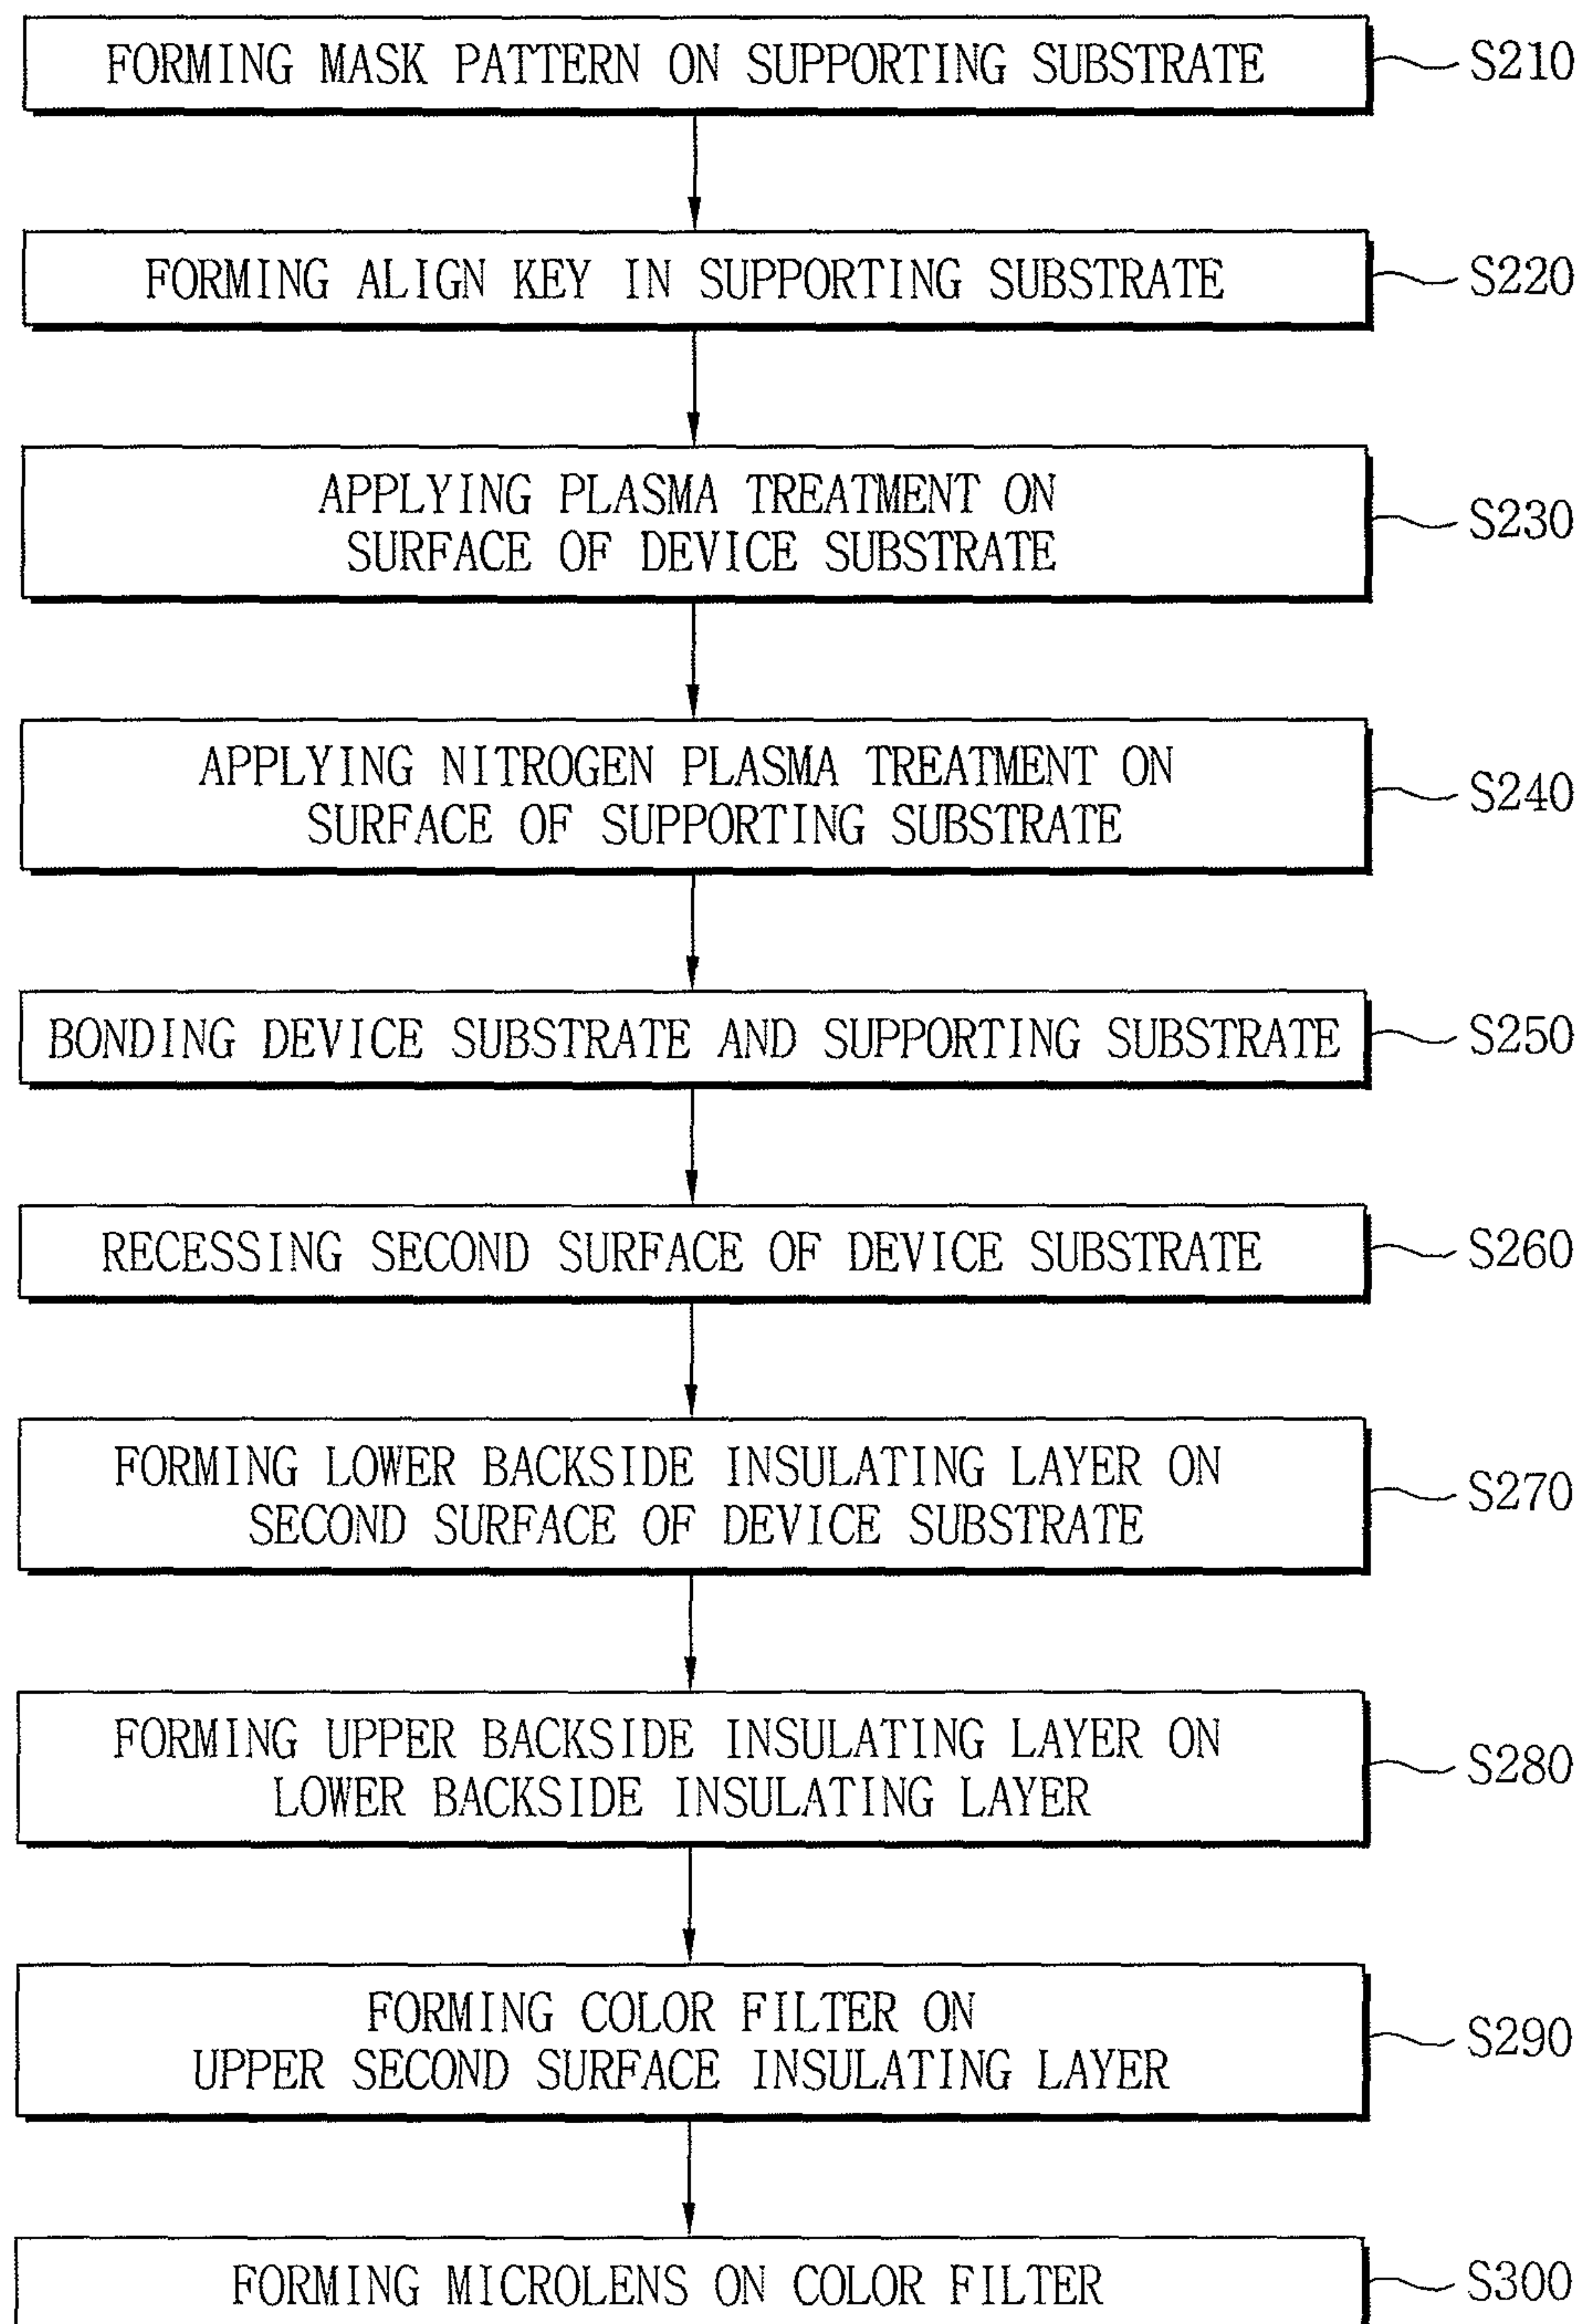 FORMING MASK PATTERN ON SUPPORTING SUBSTRATE
S210
FORMING ALIGN KEY IN SUPPORTING SUBSTRATE
S220
APPLYING PLASMA TREATMENT ON
SURFACE OF DEVICE SUBSTRATE
S230
APPLYING NITROGEN PLASMA TREATMENT ON
SURFACE OF SUPPORTING SUBSTRATE
S240
BONDING DEVICE SUBSTRATE AND SUPPORTING SUBSTRATE
S250
RECESSING SECOND SURFACE OF DEVICE SUBSTRATE
S260
FORMING LOWER BACKSIDE INSULATING LAYER ON
SECOND SURFACE OF DEVICE SUBSTRATE
S270
FORMING UPPER BACKSIDE INSULATING LAYER ON
LOWER BACKSIDE INSULATING LAYER
S280
FORMING COLOR FILTER ON
UPPER SECOND SURFACE INSULATING LAYER
S290
FORMING MICROLENS ON COLOR FILTER
S300